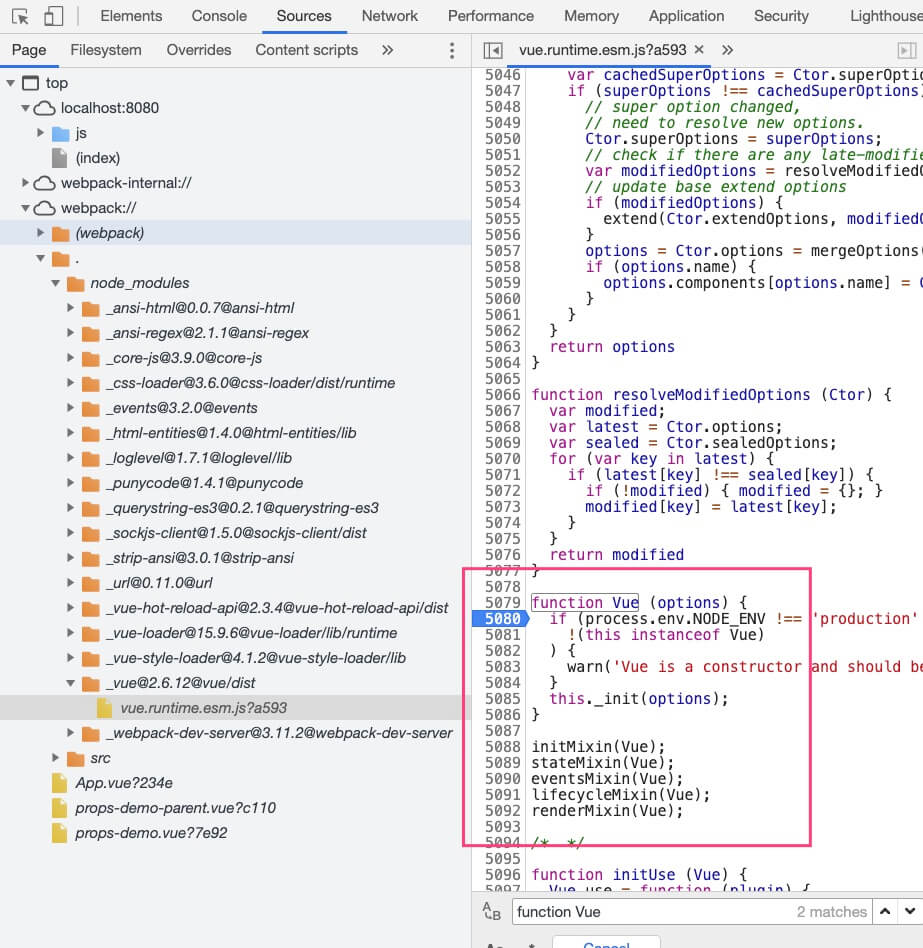 Elements Console Sources Network Performance Memory Application Security Lighthouse
Page Filesystem Overrides Content scripts »
vue.runtime.esm.js?a593 × »
top
localhost:8080
js
(index)
webpack-internal://
webpack://
(webpack)
.
node_modules
_ansi-html@0.0.7@ansi-html
_ansi-regex@2.1.1@ansi-regex
_core-js@3.9.0@core-js
_css-loader@3.6.0@css-loader/dist/runtime
_events@3.2.0@events
_html-entities@1.4.0@html-entities/lib
_loglevel@1.7.1@loglevel/lib
_punycode@1.4.1@punycode
_querystring-es3@0.2.1@querystring-es3
_sockjs-client@1.5.0@sockjs-client/dist
_strip-ansi@3.0.1@strip-ansi
_url@0.11.0@url
_vue-hot-reload-api@2.3.4@vue-hot-reload-api/dist
_vue-loader@15.9.6@vue-loader/lib/runtime
_vue-style-loader@4.1.2@vue-style-loader/lib
_vue@2.6.12@vue/dist
vue.runtime.esm.js?a593
_webpack-dev-server@3.11.2@webpack-dev-server
src
App.vue?234e
props-demo-parent.vue?c110
props-demo.vue?7e92
5046 var cachedSuperOptions = Ctor.superOptio
5047 if (superOptions !== cachedSuperOptions)
5048 // super option changed,
5049 // need to resolve new options.
5050 Ctor.superOptions = superOptions;
5051 // check if there are any late-modifie
5052 var modifiedOptions = resolveModifiedO
5053 // update base extend options
5054 if (modifiedOptions) {
5055 extend(Ctor.extendOptions, modifiedO
5056 }
5057 options = Ctor.options = mergeOptions(
5058 if (options.name) {
5059 options.components[options.name] = C
5060 }
5061 }
5062 }
5063 return options
5064 }
5065
5066 function resolveModifiedOptions (Ctor) {
5067 var modified;
5068 var latest = Ctor.options;
5069 var sealed = Ctor.sealedOptions;
5070 for (var key in latest) {
5071 if (latest[key] !== sealed[key]) {
5072 if (!modified) { modified = {}; }
5073 modified[key] = latest[key];
5074 }
5075 }
5076 return modified
5077 }
5078
5079 function Vue (options) {
5080 if (process.env.NODE_ENV !== 'production'
5081 !(this instanceof Vue)
5082 ) {
5083 warn('Vue is a constructor and should be
5084 }
5085 this._init(options);
5086 }
5087
5088 initMixin(Vue);
5089 stateMixin(Vue);
5090 eventsMixin(Vue);
5091 lifecycleMixin(Vue);
5092 renderMixin(Vue);
5093
5094 /* */
5095
5096 function initUse (Vue) {
5097 Vue.use = function (plugin) {
function Vue 2 matches
Aa .* Cancel